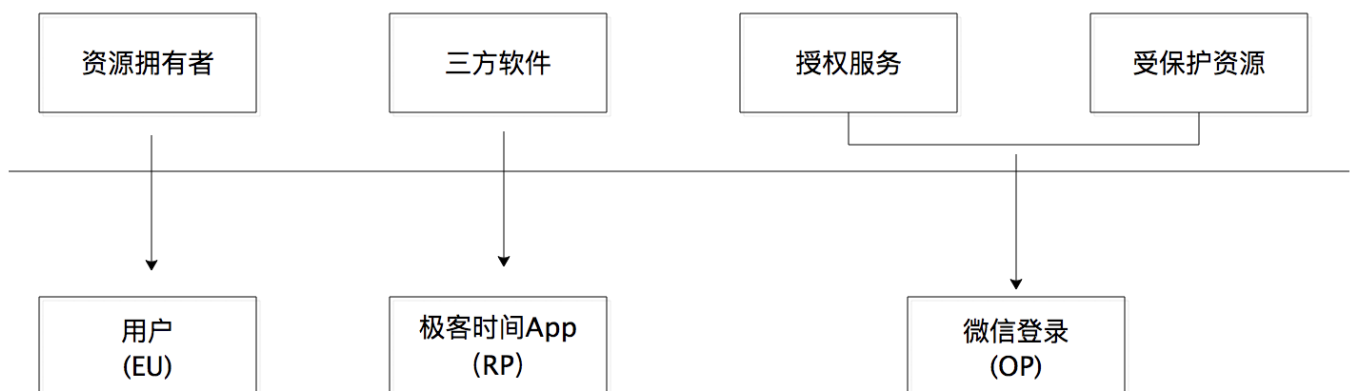 资源拥有者
三方软件
授权服务
受保护资源
用户
(EU)
极客时间App
(RP)
微信登录
(OP)